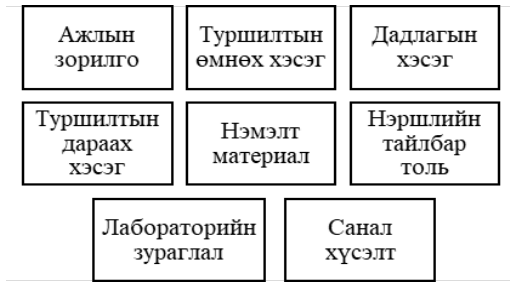 Ажлын
зорилго
Туршилтын
өмнөх хэсэг
Дадлагын
хэсэг
Туршилтын
дараах
хэсэг
Нэмэлт
материал
Нэршлийн
тайлбар
толь
Лабораторийн
зураглал
Санал
хүсэлт